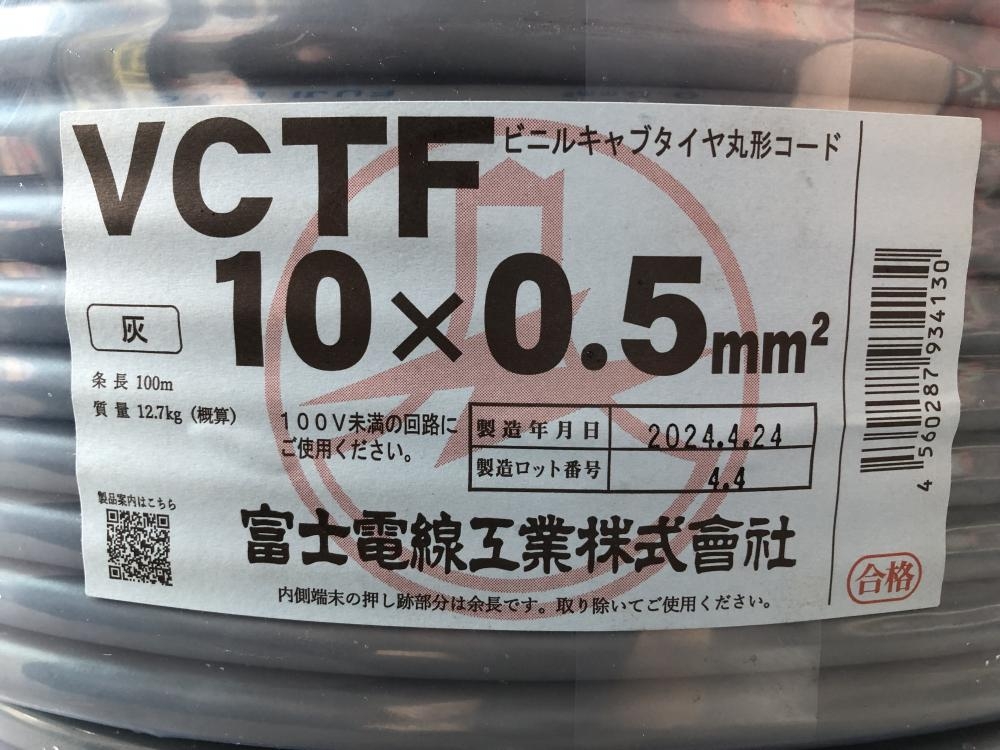 VCTF ビニルキャブタイヤ丸形コード
10×0.5mm²
灰
条長 100m
質量 12.7kg（概算）
100V未満の回路に
ご使用ください。
製造年月日 2024.4.24
製造ロット番号 4.4
製品案内はこちら
富士電線工業株式會社
内側端末の押し跡部分は余長です。取り除いてご使用ください。
4560287934130
合格